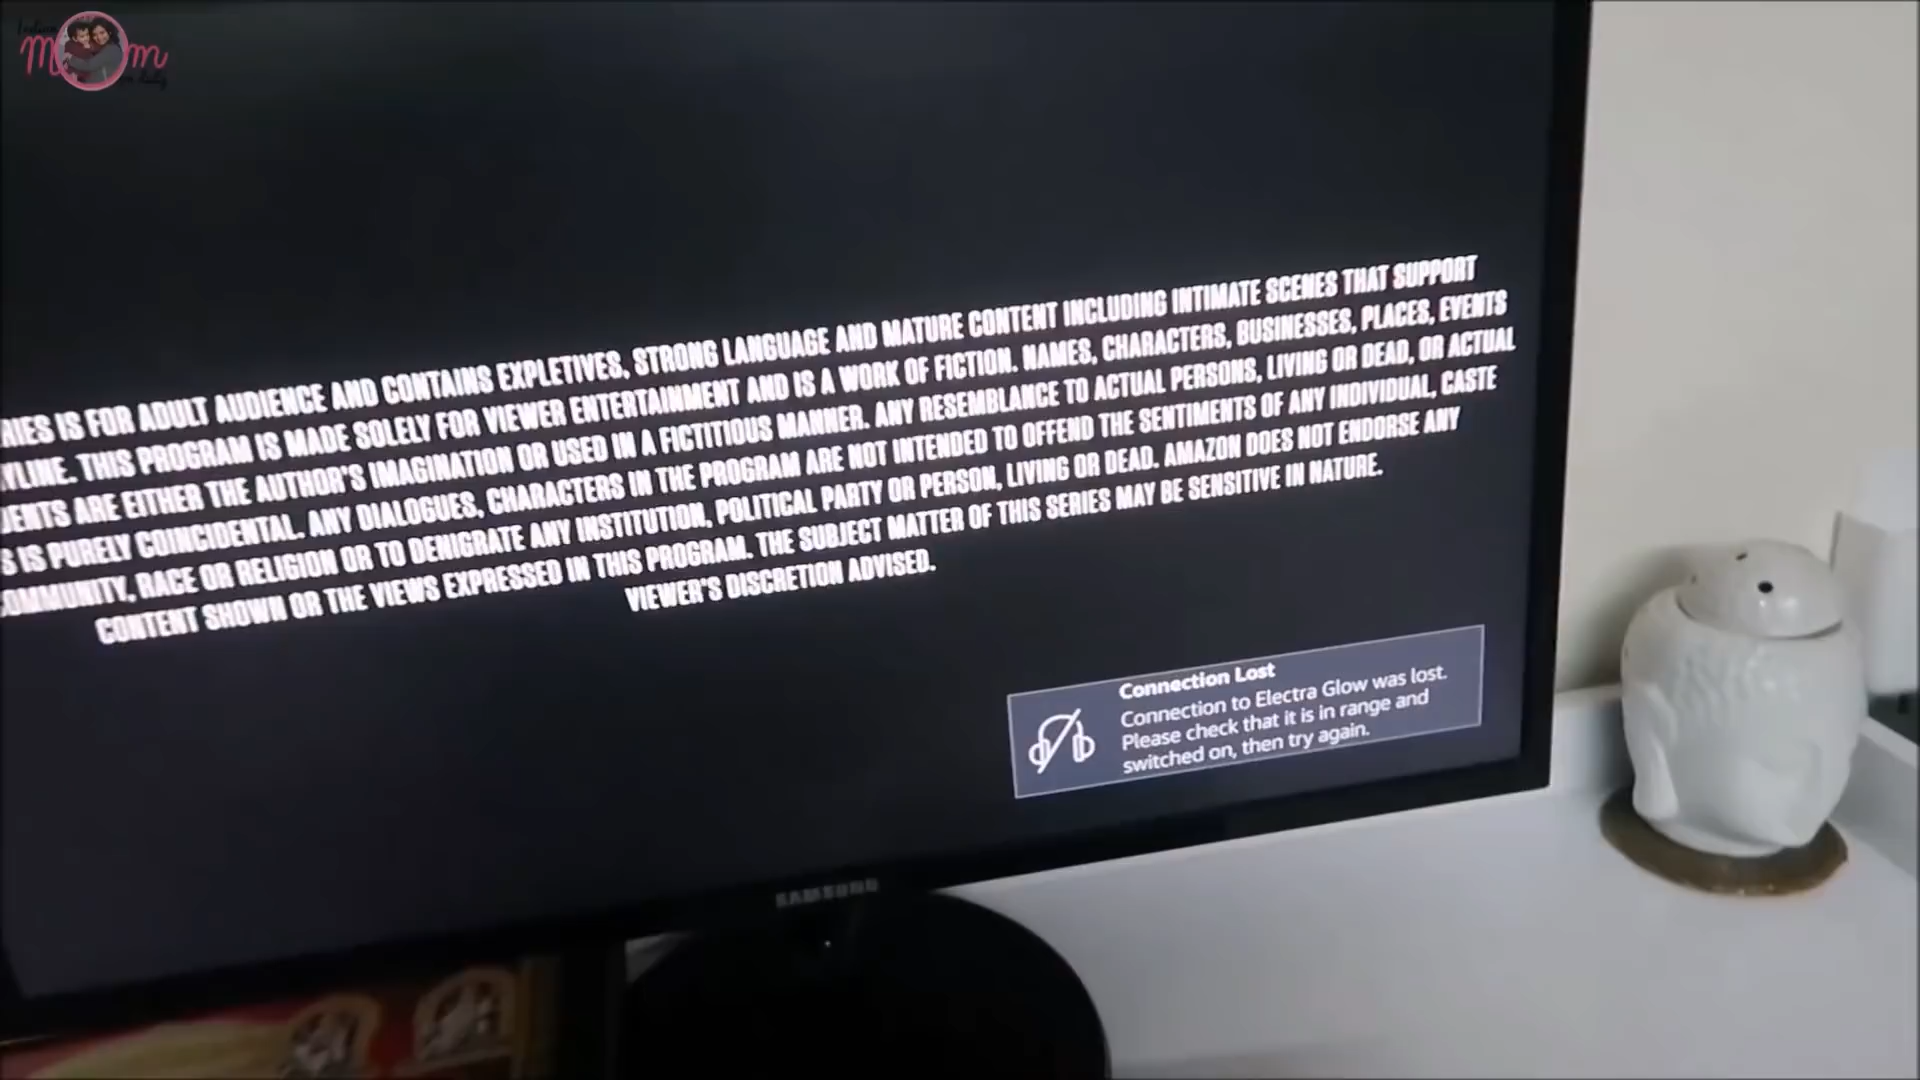 m m
IS FOR ADULT AUDIENCE AND CONTAINS EXPLETIVES, STRONG LANGUAGE AND MATURE CONTENT INCLUDING INTIMATE SCENES THAT SUPPORT
THIS PROGRAM IS MADE SOLELY FOR VIEWER ENTERTAINMENT AND IS A WORK OF FICTION. NAMES, CHARACTERS, BUSINESSES, PLACES, EVENTS
ARE EITHER THE AUTHOR'S IMAGINATION OR USED IN A FICTITIOUS MANNER. ANY RESEMBLANCE TO ACTUAL PERSONS, LIVING OR DEAD, OR ACTUAL
S IS PURELY COINCIDENTAL. ANY DIALOGUES, CHARACTERS IN THE PROGRAM ARE NOT INTENDED TO OFFEND THE SENTIMENTS OF ANY INDIVIDUAL, CASTE
OMMUNITY, RACE OR RELIGION OR TO DENIGRATE ANY INSTITUTION, POLITICAL PARTY OR PERSON, LIVING OR DEAD. AMAZON DOES NOT ENDORSE ANY
CONTENT SHOWN OR THE VIEWS EXPRESSED IN THIS PROGRAM. THE SUBJECT MATTER OF THIS SERIES MAY BE SENSITIVE IN NATURE.
VIEWER'S DISCRETION ADVISED.
Connection Lost
Connection to Electra Glow was lost.
Please check that it is in range and
switched on, then try again.
SAMSUNG